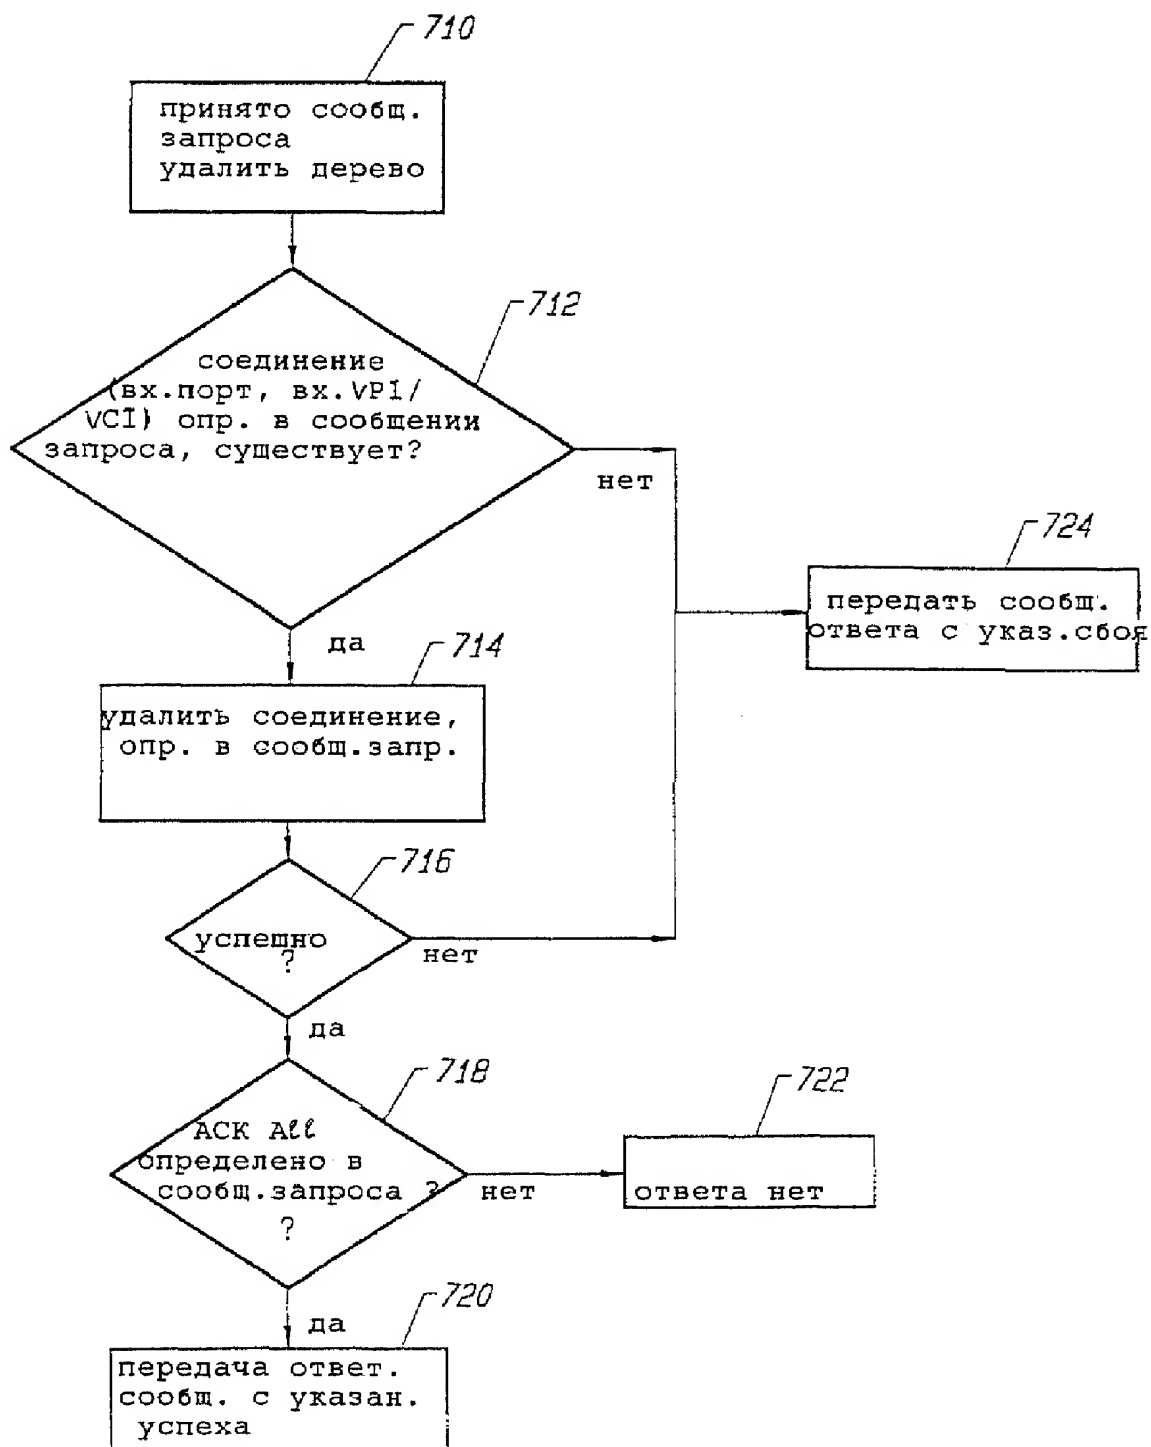 710
принято сообщ.
запроса
удалить дерево
712
соединение
(вх.порт, вх.VPI/
VCI) опр. в сообщении
запроса, существует?
нет
724
передать сообщ.
ответа с указ.сбоя
да
714
удалить соединение,
опр. в сообщ.запр.
716
успешно
?
нет
да
718
ACK All
определено в
сообщ.запроса ?
?
нет
722
ответа нет
да
720
передача ответ.
сообщ. с указан.
успеха